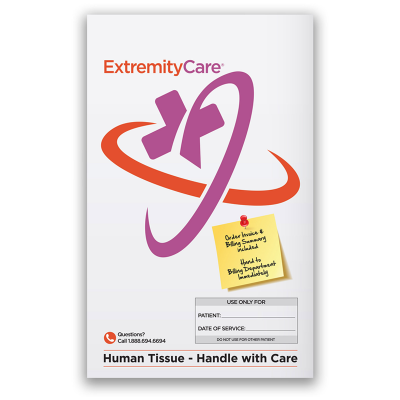 ExtremityCare®
Order Invoice &
Billing Summary
included
Hand to
Billing Department
Immediately
USE ONLY FOR
PATIENT:
DATE OF SERVICE:
DO NOT USE FOR OTHER PATIENT
Questions?
Call 1.888.694.6694
Human Tissue - Handle with Care